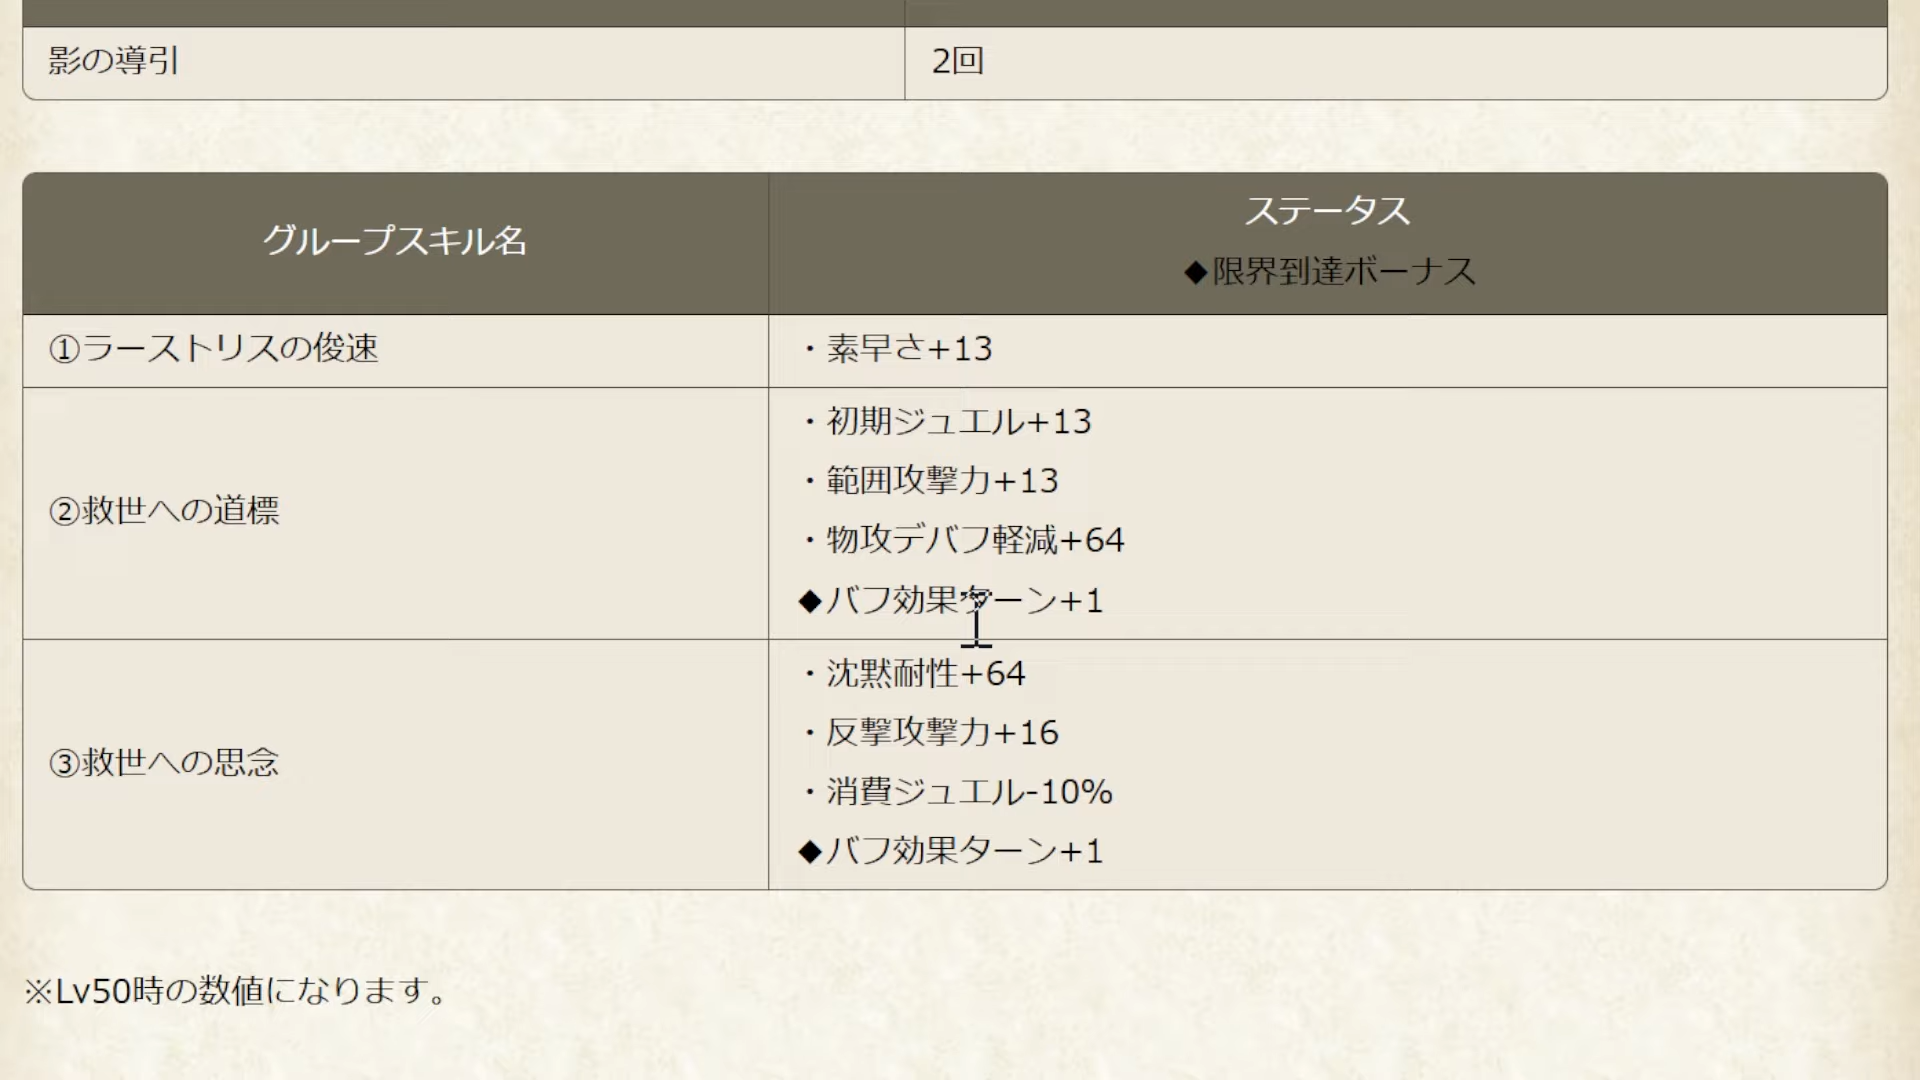 影の導引
2回
グループスキル名
ステータス
◆限界到達ボーナス
①ラーストリスの俊速
・素早さ+13
②救世への道標
・初期ジュエル+13
・範囲攻撃力+13
・物攻デバフ軽減+64
◆バフ効果ターン+1
③救世への思念
・沈黙耐性+64
・反撃攻撃力+16
・消費ジュエル-10%
◆バフ効果ターン+1
※Lv50時の数値になります。